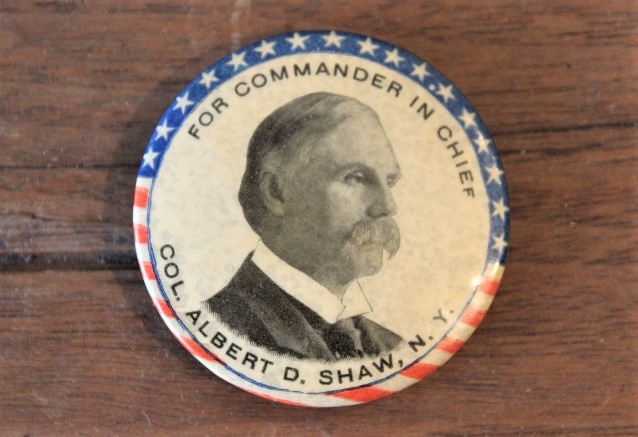 FOR COMMANDER IN CHIEF
COL. ALBERT D. SHAW, N. Y.